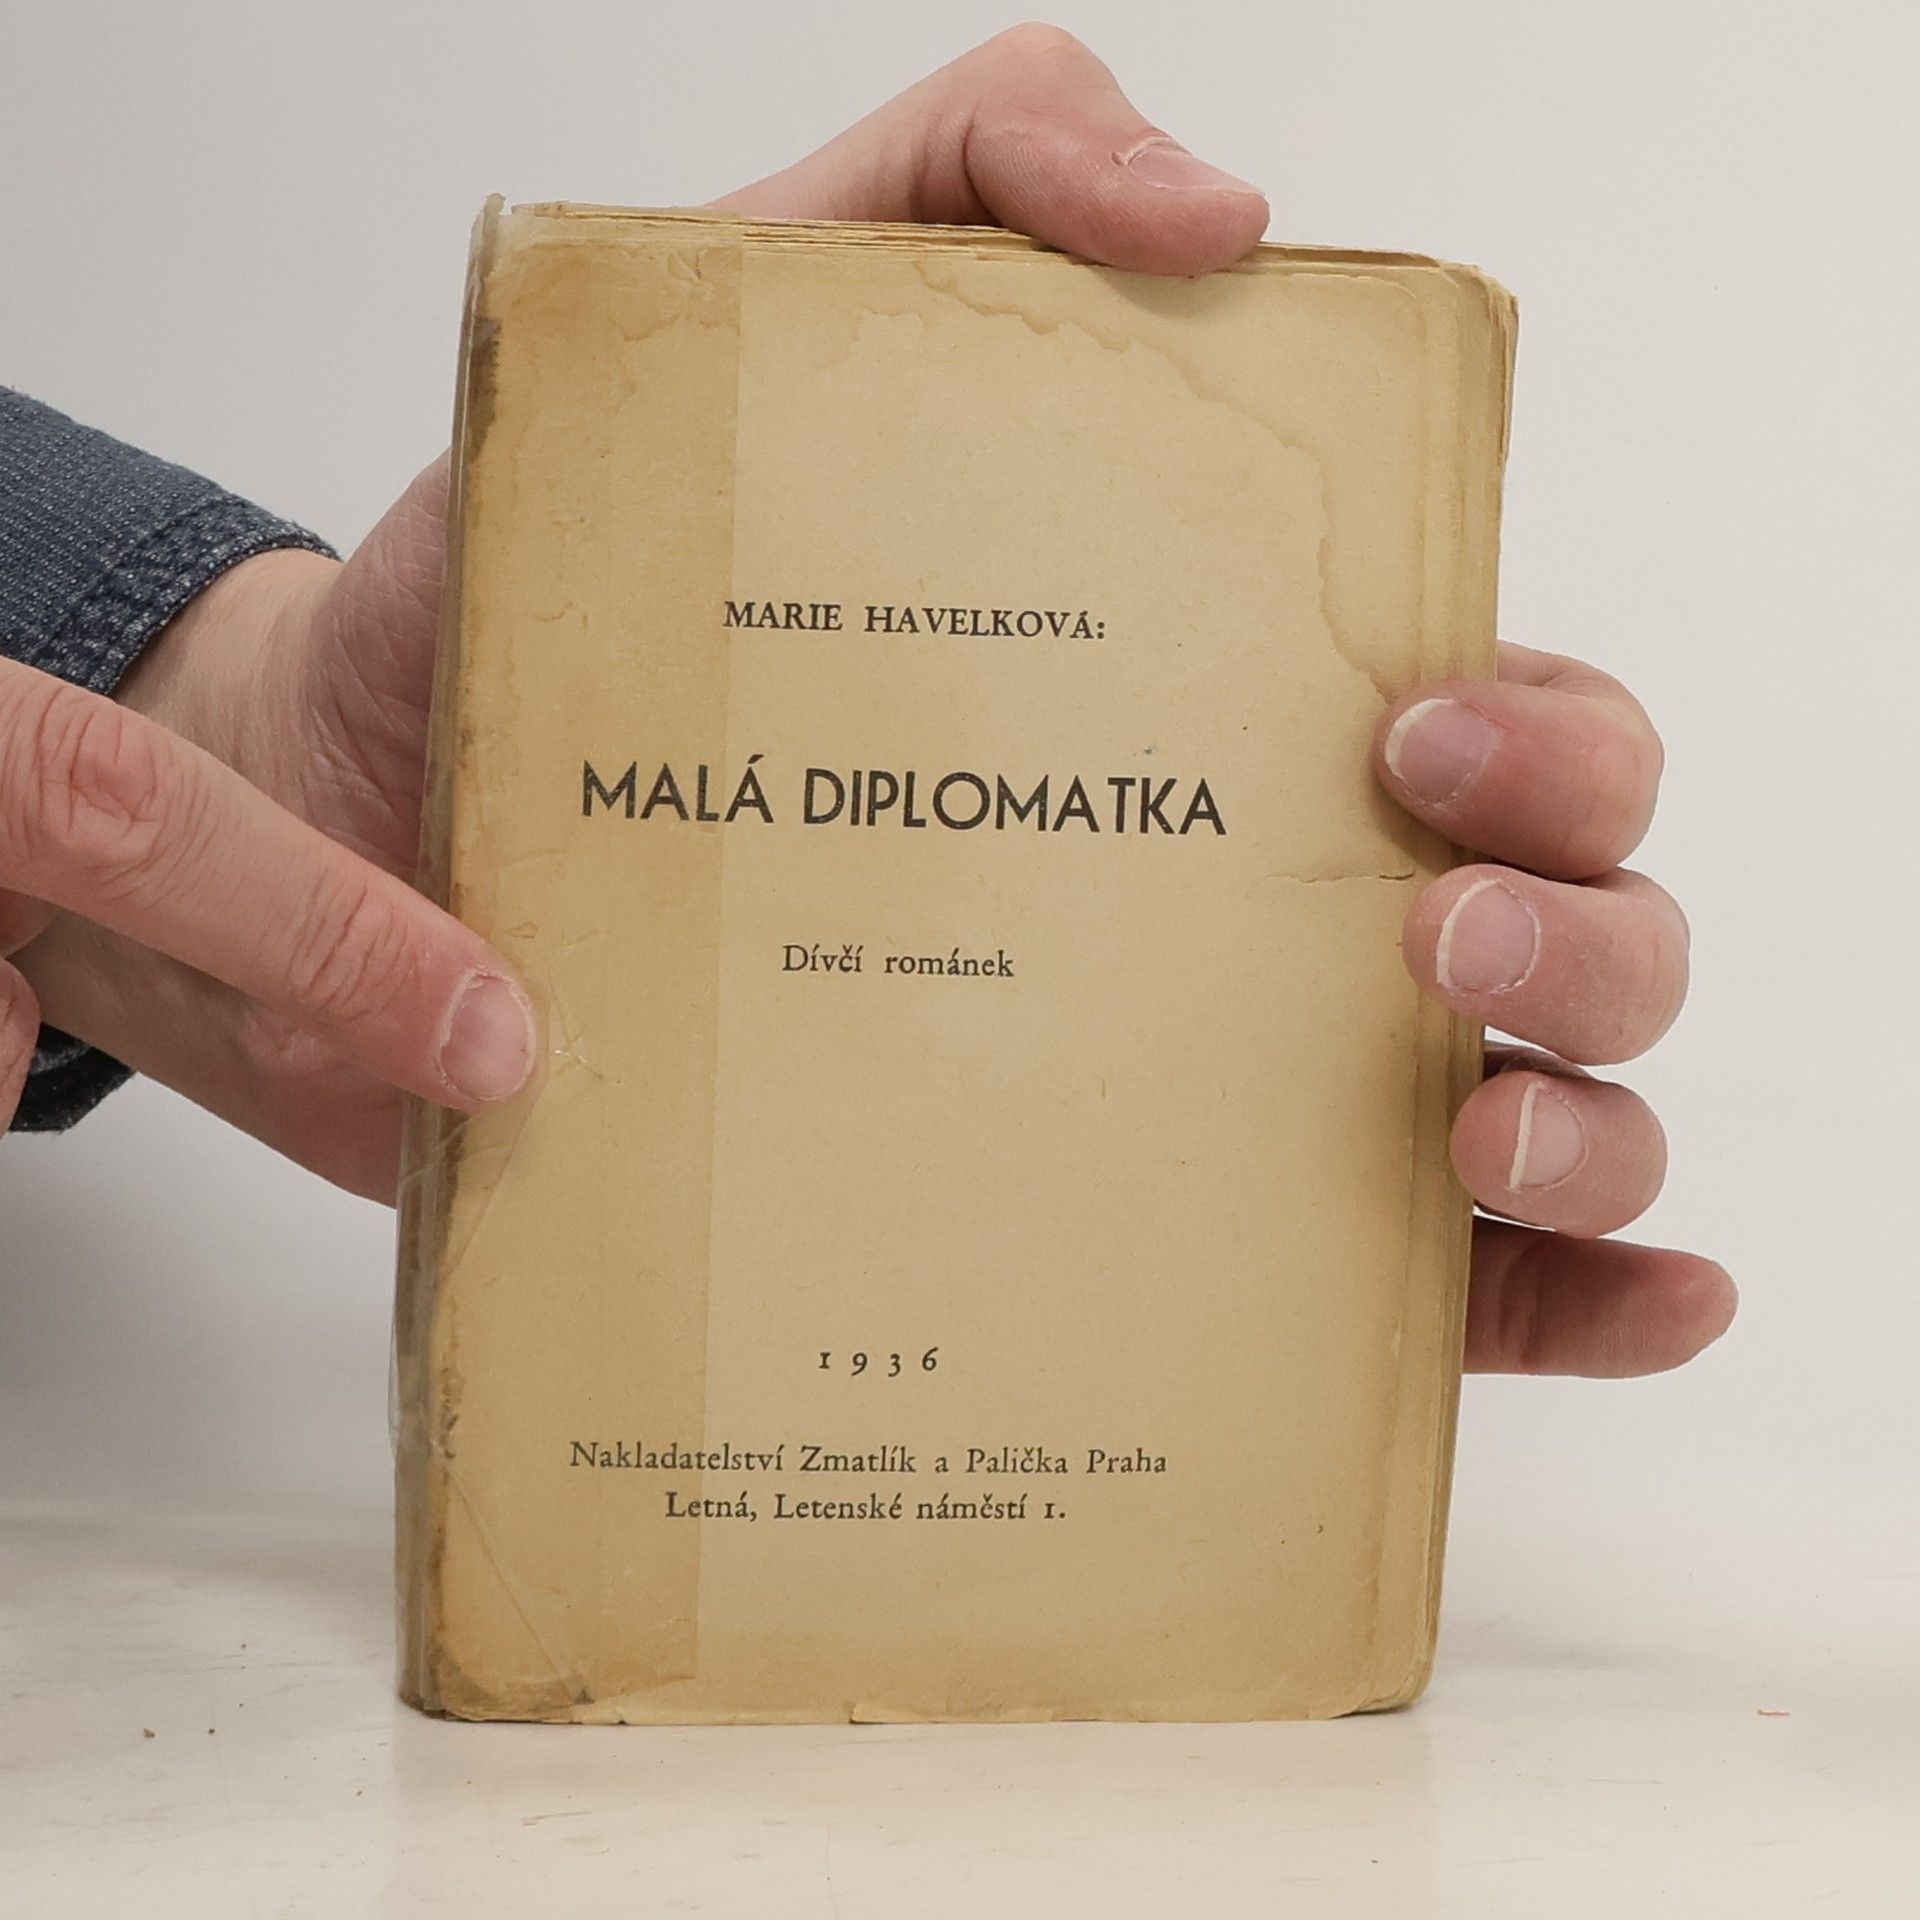 MARIE HAVELKOVÁ:
MALÁ DIPLOMATKA
Dívčí románek
1936
Nakladatelství Zmatlík a Palička Praha
Letná, Letenské náměstí 1.